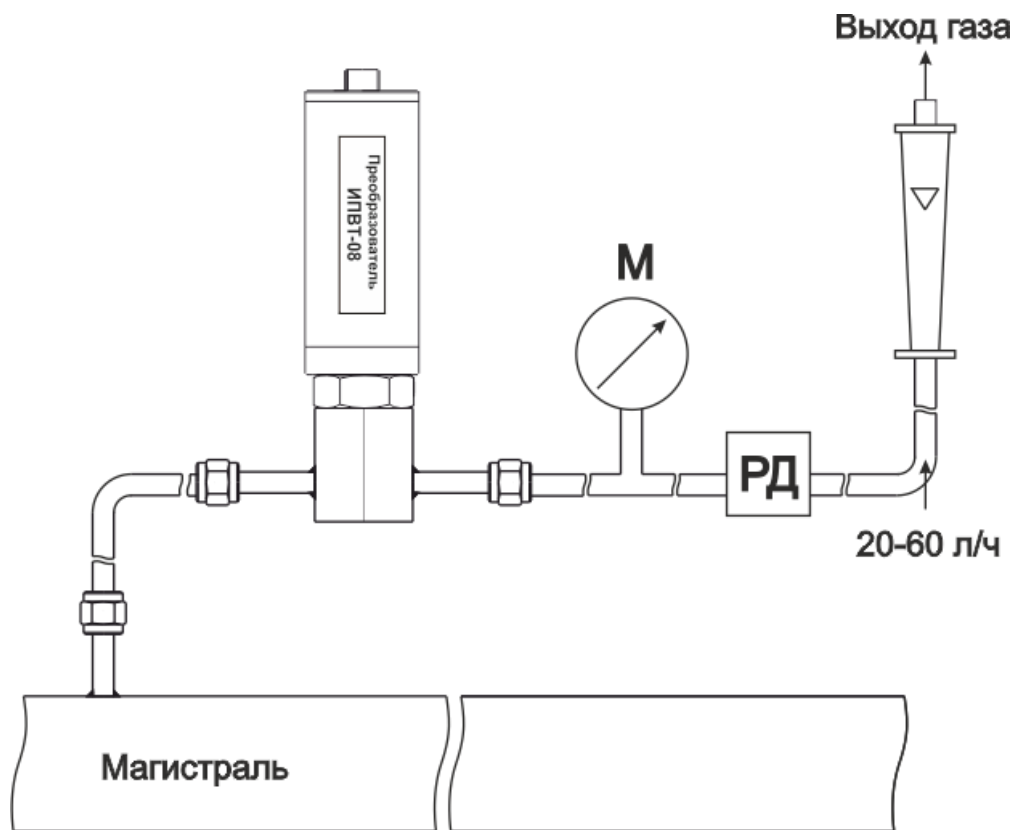 Выход газа
Преобразователь
ИПВТ-08
М
РД
20-60 л/ч
Магистраль